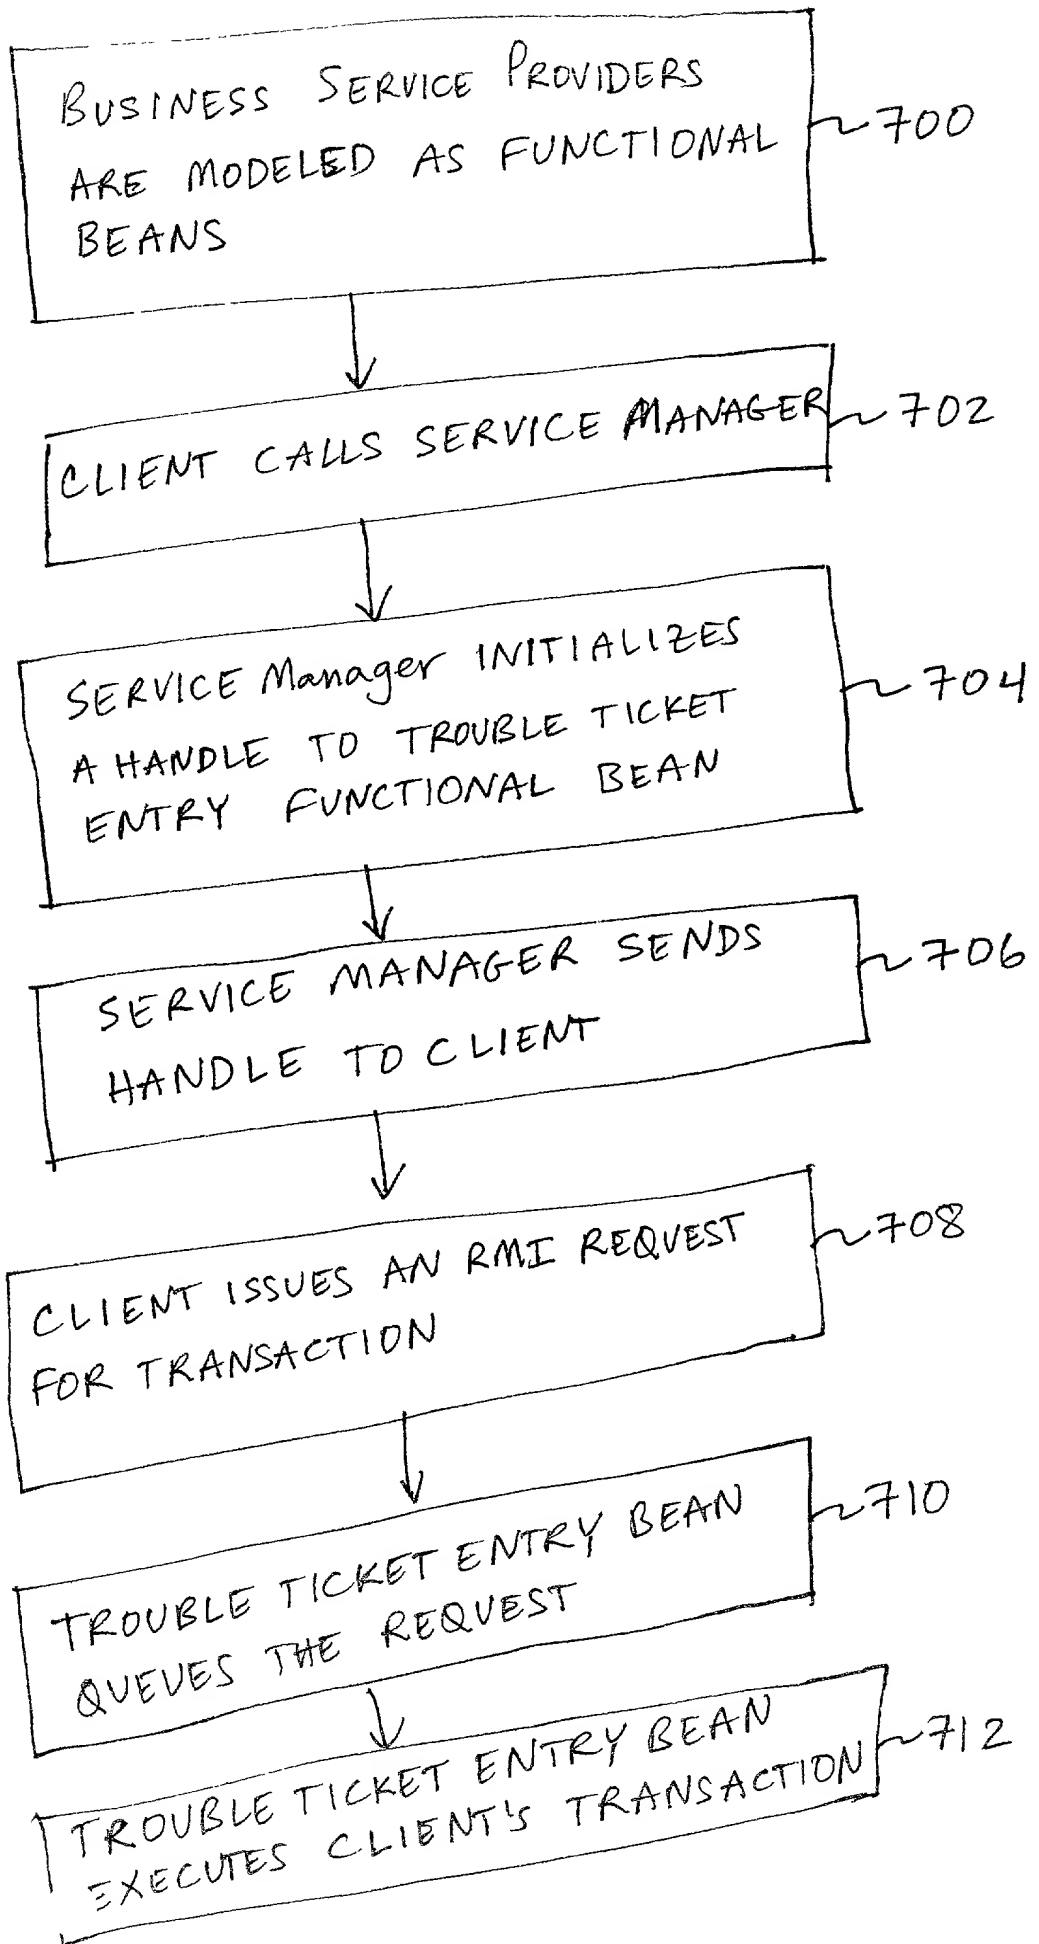 BUSINESS SERVICE PROVIDERS
ARE MODELED AS FUNCTIONAL
BEANS
700
CLIENT CALLS SERVICE MANAGER
702
SERVICE Manager INITIALIZES
A HANDLE TO TROUBLE TICKET
ENTRY FUNCTIONAL BEAN
704
SERVICE MANAGER SENDS
HANDLE TO CLIENT
706
CLIENT ISSUES AN RMI REQUEST
FOR TRANSACTION
708
TROUBLE TICKET ENTRY BEAN
QUEUES THE REQUEST
710
TROUBLE TICKET ENTRY BEAN
EXECUTES CLIENT'S TRANSACTION
712